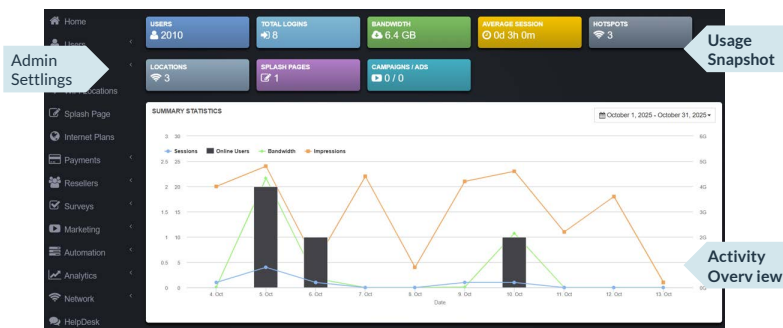 Home
Users
Locations
Splash Page
Internet Plans
Payments
Resellers
Surveys
Marketing
Automation
Analytics
Network
HelpDesk
Admin
Settlngs
USERS
2010
TOTAL LOGINS
8
BANDWIDTH
6.4 GB
AVERAGE SESSION
0d 3h 0m
HOTSPOTS
3
LOCATIONS
3
SPLASH PAGES
1
CAMPAIGNS / ADS
0 / 0
Usage
Snapshot
SUMMARY STATISTICS
October 1, 2025 - October 31, 2025
Sessions Online Users Bandwidth Impressions
3 30 6G
2.5 25 5G
2 20 4G
1.5 15 3G
1 10 2G
0.5 5
0 0 0G
4. Oct 5. Oct 6. Oct 7. Oct 8. Oct 9. Oct 10. Oct 11. Oct 12. Oct 13. Oct
Date
Activity
Overview